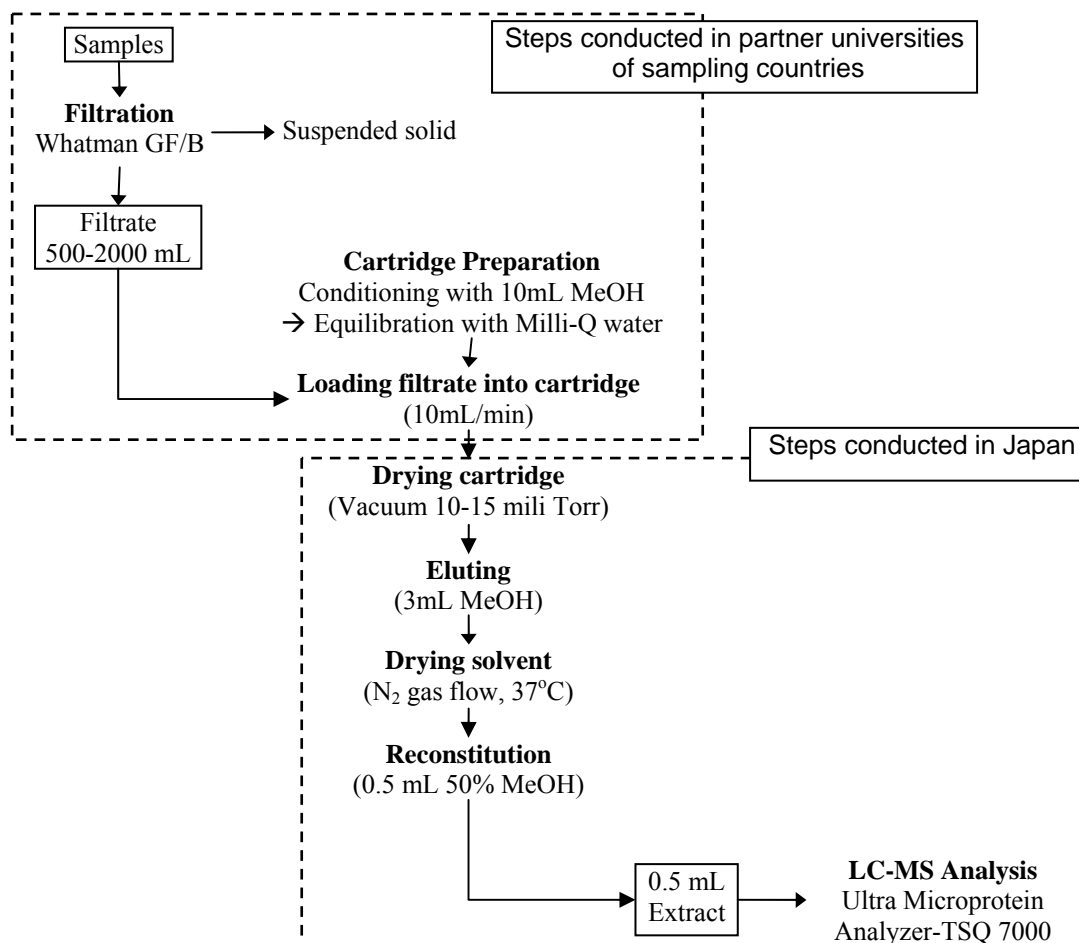 Samples
Steps conducted in partner universities
of sampling countries
Filtration
Whatman GF/B
Suspended solid
Filtrate
500-2000 mL
Cartridge Preparation
Conditioning with 10mL MeOH
→ Equilibration with Milli-Q water
Loading filtrate into cartridge
(10mL/min)
Steps conducted in Japan
Drying cartridge
(Vacuum 10-15 mili Torr)
Eluting
(3mL MeOH)
Drying solvent
(N₂ gas flow, 37°C)
Reconstitution
(0.5 mL 50% MeOH)
0.5 mL
Extract
LC-MS Analysis
Ultra Microprotein
Analyzer-TSQ 7000